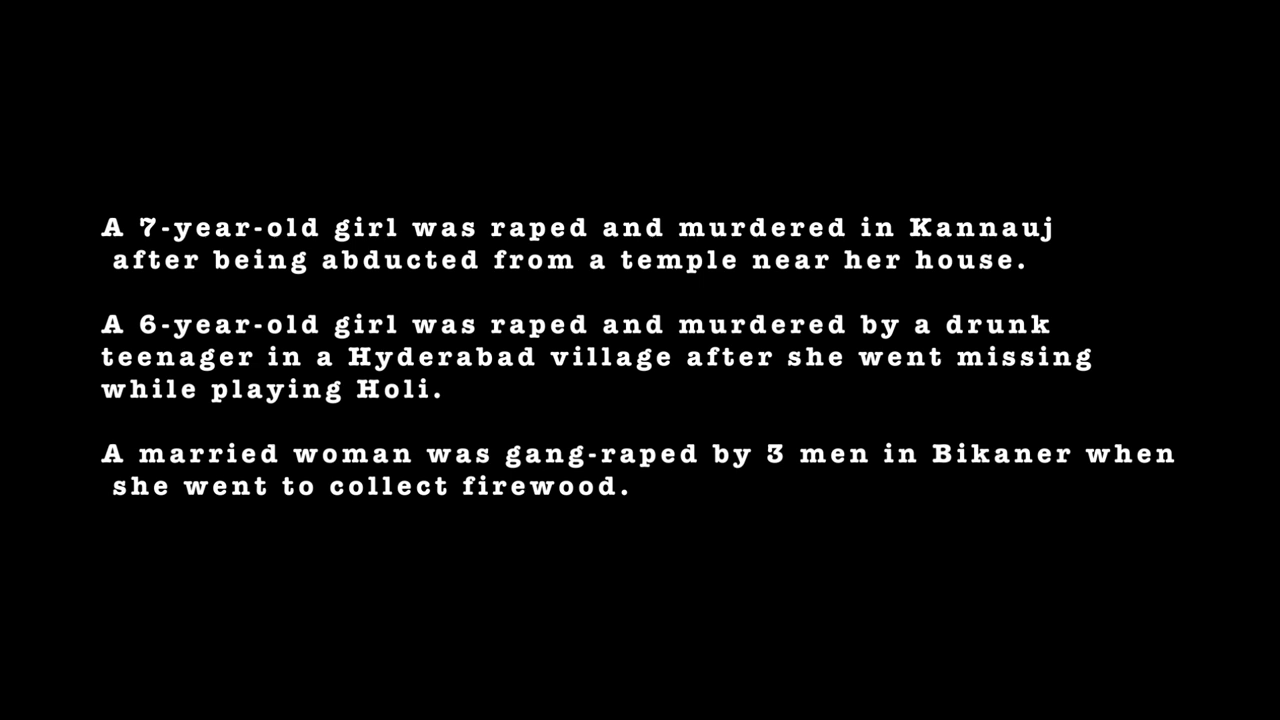 A 7-year-old girl was raped and murdered in Kannauj
after being abducted from a temple near her house.
A 6-year-old girl was raped and murdered by a drunk
teenager in a Hyderabad village after she went missing
while playing Holi.
A married woman was gang-raped by 3 men in Bikaner when
she went to collect firewood.